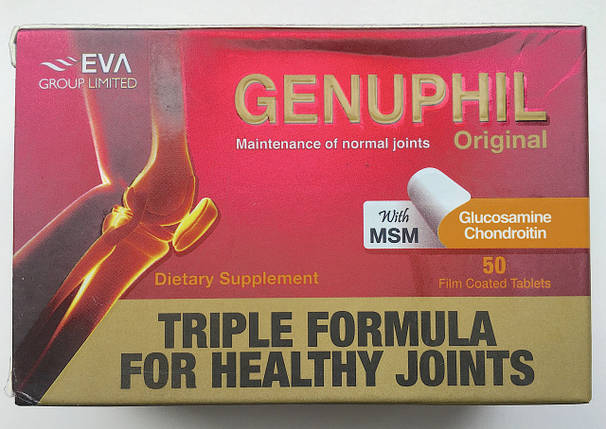 EVA
GROUP LIMITED
GENUPHIL
Maintenance of normal joints
Original
With
MSM
Glucosamine
Chondroitin
50
Film Coated Tablets
Dietary Supplement
TRIPLE FORMULA
FOR HEALTHY JOINTS